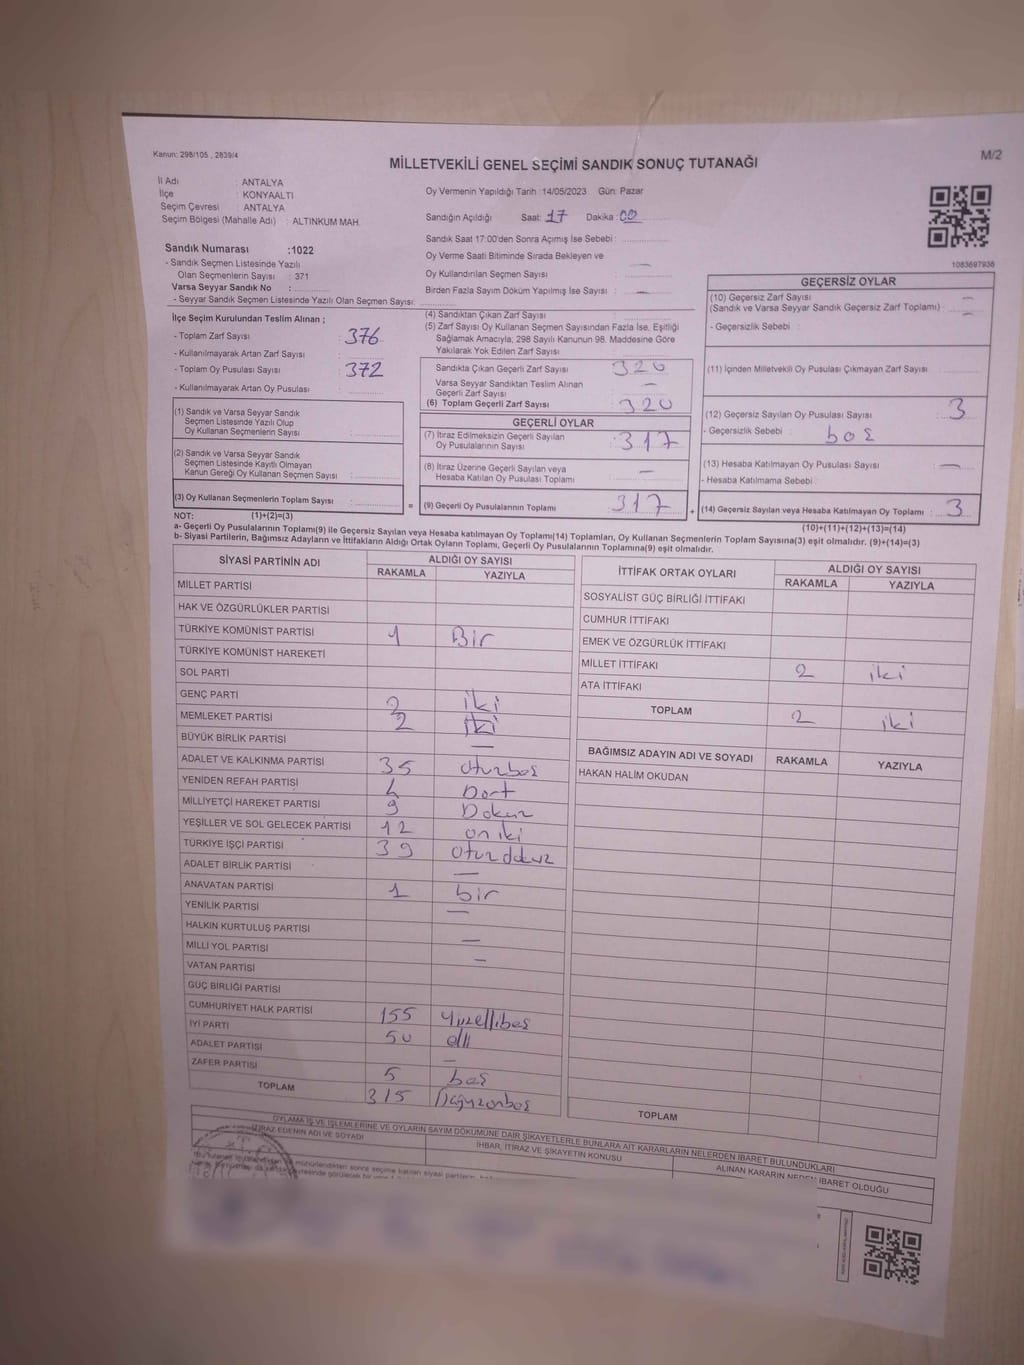 Kanun: 298/105 , 2839/4
MİLLETVEKİLİ GENEL SEÇİMİ SANDIK SONUÇ TUTANAĞI
M/2
İl Adı : ANTALYA
İlçe : KONYAALTI
Seçim Çevresi : ANTALYA
Seçim Bölgesi (Mahalle Adı) : ALTINKUM MAH.
Oy Vermenin Yapıldığı Tarih :14/05/2023 Gün: Pazar
Sandığın Açıldığı Saat: 17 Dakika : 00
Sandık Saat 17:00'den Sonra Açımış İse Sebebi :
Oy Verme Saati Bitiminde Sırada Bekleyen ve
Oy Kullandırılan Seçmen Sayısı : —
Birden Fazla Sayım Döküm Yapılmış İse Sayısı : —
1083697936
Sandık Numarası :1022
- Sandık Seçmen Listesinde Yazılı
Olan Seçmenlerin Sayısı : 371
Varsa Seyyar Sandık No :
- Seyyar Sandık Seçmen Listesinde Yazılı Olan Seçmen Sayısı:
İlçe Seçim Kurulundan Teslim Alınan ;
- Toplam Zarf Sayısı : 376
- Kullanılmayarak Artan Zarf Sayısı :
- Toplam Oy Pusulası Sayısı : 372
- Kullanılmayarak Artan Oy Pusulası :
(1) Sandık ve Varsa Seyyar Sandık
Seçmen Listesinde Yazılı Olup
Oy Kullanan Seçmenlerin Sayısı :
(2) Sandık ve Varsa Seyyar Sandık
Seçmen Listesinde Kayıtlı Olmayan
Kanun Gereği Oy Kullanan Seçmen Sayısı :
(3) Oy Kullanan Seçmenlerin Toplam Sayısı :
NOT: (1)+(2)=(3)
(4) Sandıktan Çıkan Zarf Sayısı :
(5) Zarf Sayısı Oy Kullanan Seçmen Sayısından Fazla İse, Eşitliği
Sağlamak Amacıyla; 298 Sayılı Kanunun 98. Maddesine Göre
Yakılarak Yok Edilen Zarf Sayısı :
Sandıkta Çıkan Geçerli Zarf Sayısı : 320
Varsa Seyyar Sandıktan Teslim Alınan
Geçerli Zarf Sayısı : —
(6) Toplam Geçerli Zarf Sayısı : 320
GEÇERLİ OYLAR
(7) İtiraz Edilmeksizin Geçerli Sayılan
Oy Pusulalarının Sayısı : 317
(8) İtiraz Üzerine Geçerli Sayılan veya
Hesaba Katılan Oy Pusulası Toplamı : —
= (9) Geçerli Oy Pusulalarının Toplamı : 317 +
GEÇERSİZ OYLAR
(10) Geçersiz Zarf Sayısı —
(Sandık ve Varsa Seyyar Sandık Geçersiz Zarf Toplamı) : —
- Geçersizlik Sebebi :
(11) İçinden Milletvekili Oy Pusulası Çıkmayan Zarf Sayısı :
(12) Geçersiz Sayılan Oy Pusulası Sayısı : 3
- Geçersizlik Sebebi : boş
(13) Hesaba Katılmayan Oy Pusulası Sayısı : —
- Hesaba Katılmama Sebebi :
(14) Geçersiz Sayılan veya Hesaba Katılmayan Oy Toplamı : 3
(10)+(11)+(12)+(13)=(14)
a- Geçerli Oy Pusulalarının Toplamı(9) ile Geçersiz Sayılan veya Hesaba katılmayan Oy Toplamı(14) Toplamları, Oy Kullanan Seçmenlerin Toplam Sayısına(3) eşit olmalıdır. (9)+(14)=(3)
b- Siyasi Partilerin, Bağımsız Adayların ve İttifakların Aldığı Ortak Oyların Toplamı, Geçerli Oy Pusulalarının Toplamına(9) eşit olmalıdır.
SİYASİ PARTİNİN ADI ALDIĞI OY SAYISI
RAKAMLA YAZIYLA
MİLLET PARTİSİ
HAK VE ÖZGÜRLÜKLER PARTİSİ
TÜRKİYE KOMÜNİST PARTİSİ 1 Bir
TÜRKİYE KOMÜNİST HAREKETİ
SOL PARTİ
GENÇ PARTİ 2 iki
MEMLEKET PARTİSİ 2 iki
BÜYÜK BİRLİK PARTİSİ —
ADALET VE KALKINMA PARTİSİ 35 oturbeş
YENİDEN REFAH PARTİSİ 4 Dört
MİLLİYETÇİ HAREKET PARTİSİ 9 Dokuz
YEŞİLLER VE SOL GELECEK PARTİSİ 12 on iki
TÜRKİYE İŞÇİ PARTİSİ 39 otuz dokuz
ADALET BİRLİK PARTİSİ —
ANAVATAN PARTİSİ 1 bir
YENİLİK PARTİSİ —
HALKIN KURTULUŞ PARTİSİ
MİLLİ YOL PARTİSİ —
VATAN PARTİSİ —
GÜÇ BİRLİĞİ PARTİSİ
CUMHURİYET HALK PARTİSİ 155 Yüzellibeş
İYİ PARTİ 50 elli
ADALET PARTİSİ —
ZAFER PARTİSİ 5 beş
TOPLAM 315 üçyüzonbeş
İTTİFAK ORTAK OYLARI ALDIĞI OY SAYISI
RAKAMLA YAZIYLA
SOSYALİST GÜÇ BİRLİĞİ İTTİFAKI
CUMHUR İTTİFAKI
EMEK VE ÖZGÜRLÜK İTTİFAKI
MİLLET İTTİFAKI 2 iki
ATA İTTİFAKI
TOPLAM 2 iki
BAĞIMSIZ ADAYIN ADI VE SOYADI RAKAMLA YAZIYLA
HAKAN HALİM OKUDAN
TOPLAM
OYLAMA İŞ VE İŞLEMLERİNE VE OYLARIN SAYIM DÖKÜMÜNE DAİR ŞİKAYETLERLE BUNLARA AİT KARARLARIN NELERDEN İBARET BULUNDUKLARI
İTİRAZ EDENİN ADI VE SOYADI İHBAR, İTİRAZ VE ŞİKAYETİN KONUSU ALINAN KARARIN NEDEN İBARET OLDUĞU